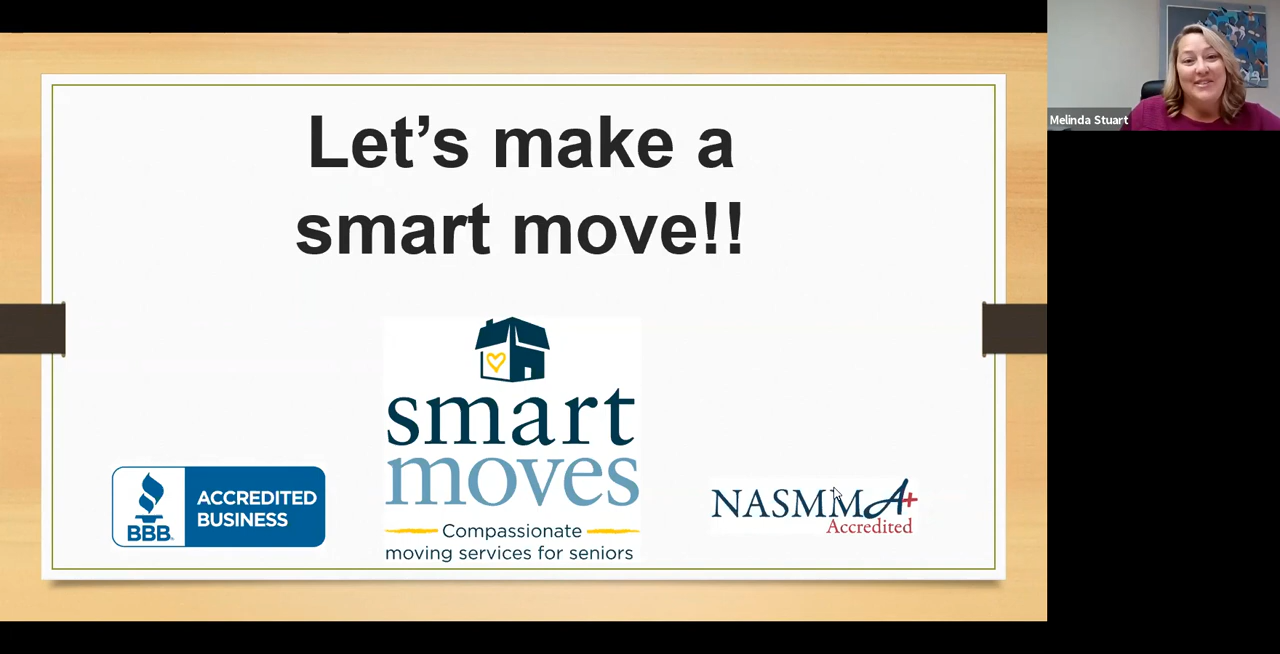 Let’s make a
smart move!!
Melinda Stuart
smart
moves
Compassionate
moving services for seniors
BBB.
ACCREDITED
BUSINESS
NASMMA+
Accredited